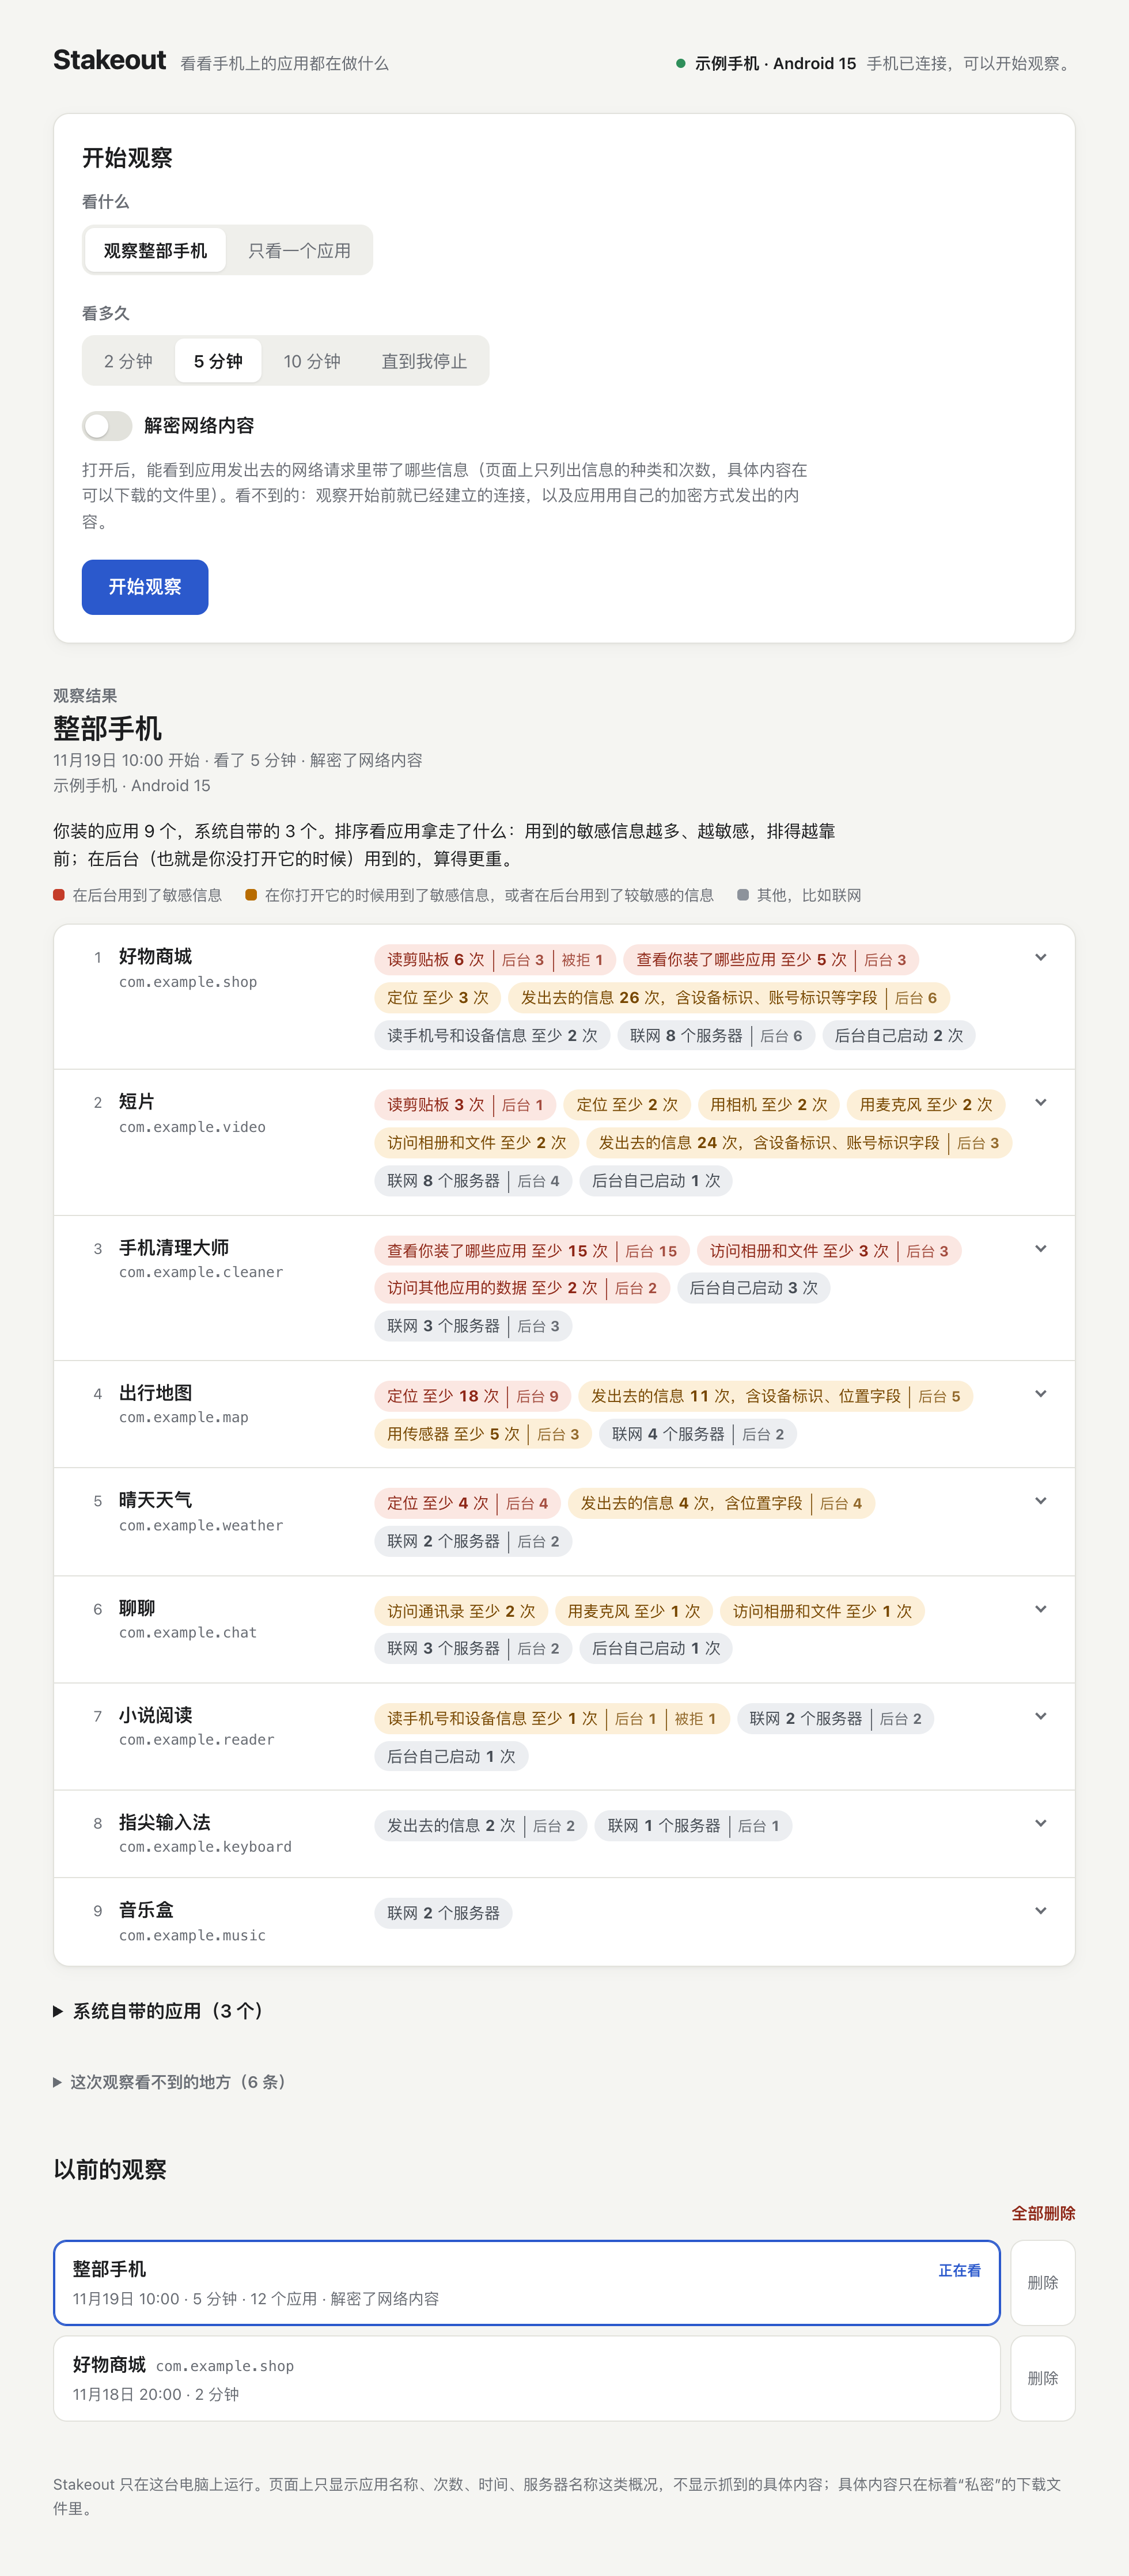 Stakeout 看看手机上的应用都在做什么
示例手机 · Android 15 手机已连接，可以开始观察。
开始观察
看什么
观察整部手机 只看一个应用
看多久
2 分钟 5 分钟 10 分钟 直到我停止
解密网络内容
打开后，能看到应用发出去的网络请求里带了哪些信息（页面上只列出信息的种类和次数，具体内容在
可以下载的文件里）。看不到的：观察开始前就已经建立的连接，以及应用用自己的加密方式发出的内
容。
开始观察
观察结果
整部手机
11月19日 10:00 开始 · 看了 5 分钟 · 解密了网络内容
示例手机 · Android 15
你装的应用 9 个，系统自带的 3 个。排序看应用拿走了什么：用到的敏感信息越多、越敏感，排得越靠
前；在后台（也就是你没打开它的时候）用到的，算得更重。
在后台用到了敏感信息 在你打开它的时候用到了敏感信息，或者在后台用到了较敏感的信息 其他，比如联网
1 好物商城
com.example.shop
读剪贴板 6 次 | 后台 3 | 被拒 1 查看你装了哪些应用 至少 5 次 | 后台 3
定位 至少 3 次 发出去的信息 26 次，含设备标识、账号标识等字段 | 后台 6
读手机号和设备信息 至少 2 次 联网 8 个服务器 | 后台 6 后台自己启动 2 次
2 短片
com.example.video
读剪贴板 3 次 | 后台 1 定位 至少 2 次 用相机 至少 2 次 用麦克风 至少 2 次
访问相册和文件 至少 2 次 发出去的信息 24 次，含设备标识、账号标识字段 | 后台 3
联网 8 个服务器 | 后台 4 后台自己启动 1 次
3 手机清理大师
com.example.cleaner
查看你装了哪些应用 至少 15 次 | 后台 15 访问相册和文件 至少 3 次 | 后台 3
访问其他应用的数据 至少 2 次 | 后台 2 后台自己启动 3 次
联网 3 个服务器 | 后台 3
4 出行地图
com.example.map
定位 至少 18 次 | 后台 9 发出去的信息 11 次，含设备标识、位置字段 | 后台 5
用传感器 至少 5 次 | 后台 3 联网 4 个服务器 | 后台 2
5 晴天天气
com.example.weather
定位 至少 4 次 | 后台 4 发出去的信息 4 次，含位置字段 | 后台 4
联网 2 个服务器 | 后台 2
6 聊聊
com.example.chat
访问通讯录 至少 2 次 用麦克风 至少 1 次 访问相册和文件 至少 1 次
联网 3 个服务器 | 后台 2 后台自己启动 1 次
7 小说阅读
com.example.reader
读手机号和设备信息 至少 1 次 | 后台 1 | 被拒 1 联网 2 个服务器 | 后台 2
后台自己启动 1 次
8 指尖输入法
com.example.keyboard
发出去的信息 2 次 | 后台 2 联网 1 个服务器 | 后台 1
9 音乐盒
com.example.music
联网 2 个服务器
系统自带的应用（3 个）
这次观察看不到的地方（6 条）
以前的观察
全部删除
整部手机 正在看
11月19日 10:00 · 5 分钟 · 12 个应用 · 解密了网络内容
删除
好物商城 com.example.shop
11月18日 20:00 · 2 分钟
删除
Stakeout 只在这台电脑上运行。页面上只显示应用名称、次数、时间、服务器名称这类概况，不显示抓到的具体内容；具体内容只在标着“私密”的下载文
件里。